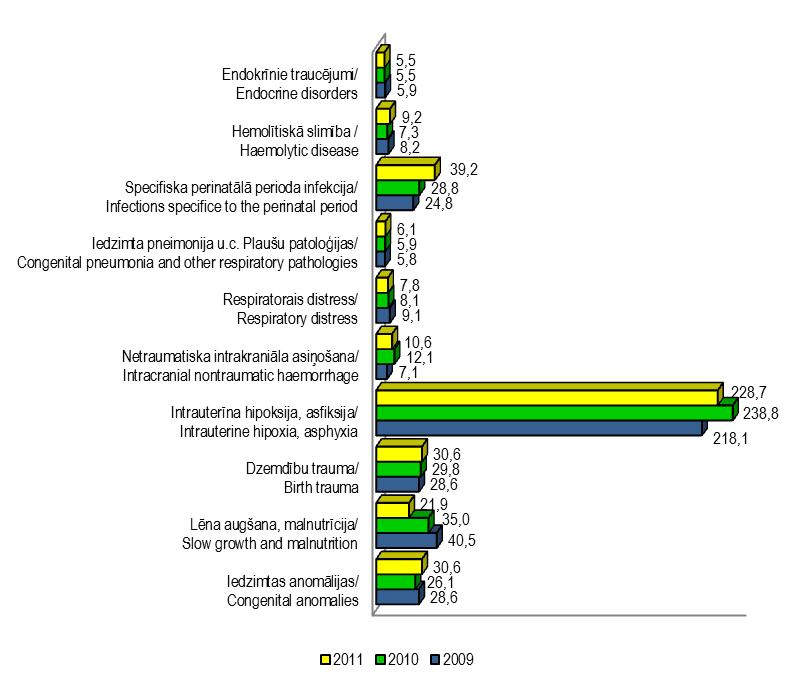 5,5
Endokrīnie traucējumi/
5,5
Endocrine disorders
5,9
9,2
Hemolītiskā slimība /
7,3
Haemolytic disease
8,2
39,2
Specifiska perinatālā perioda infekcija/
28,8
Infections specifice to the perinatal period
24,8
6,1
Iedzimta pneimonija u.c. Plaušu patoloģijas/
5,9
Congenital pneumonia and other respiratory pathologies
5,8
7,8
Respiratorais distress/
8,1
Respiratory distress
9,1
10,6
Netraumatiska intrakraniāla asiņošana/
12,1
Intracranial nontraumatic haemorrhage
7,1
228,7
Intrauterīna hipoksija, asfiksija/
238,8
Intrauterine hipoxia, asphyxia
218,1
30,6
Dzemdību trauma/
29,8
Birth trauma
28,6
21,9
Lēna augšana, malnutrīcija/
35,0
Slow growth and malnutrition
40,5
30,6
Iedzimtas anomālijas/
26,1
Congenital anomalies
28,6
2011 2010 2009